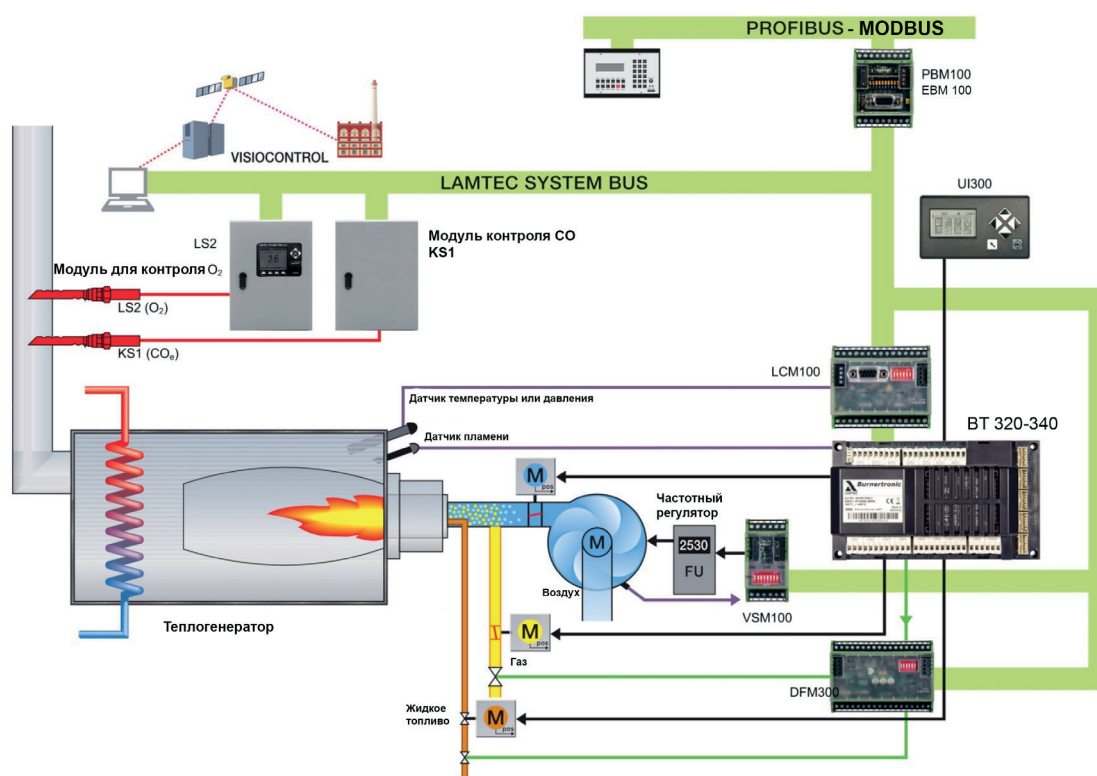 PROFIBUS - MODBUS
PBM100
EBM 100
VISIOCONTROL
LAMTEC SYSTEM BUS
UI300
LS2
Модуль контроля СО
KS1
Модуль для контроля O₂
LS2 (O₂)
KS1 (COₑ)
LCM100
Датчик температуры или давления
Датчик пламени
BT 320-340
Burnertronic
LAMTEC
M
pos
Частотный
регулятор
2530
FU
M
Воздух
VSM100
Теплогенератор
M
pos
Газ
DFM300
Жидкое
топливо
M
pos